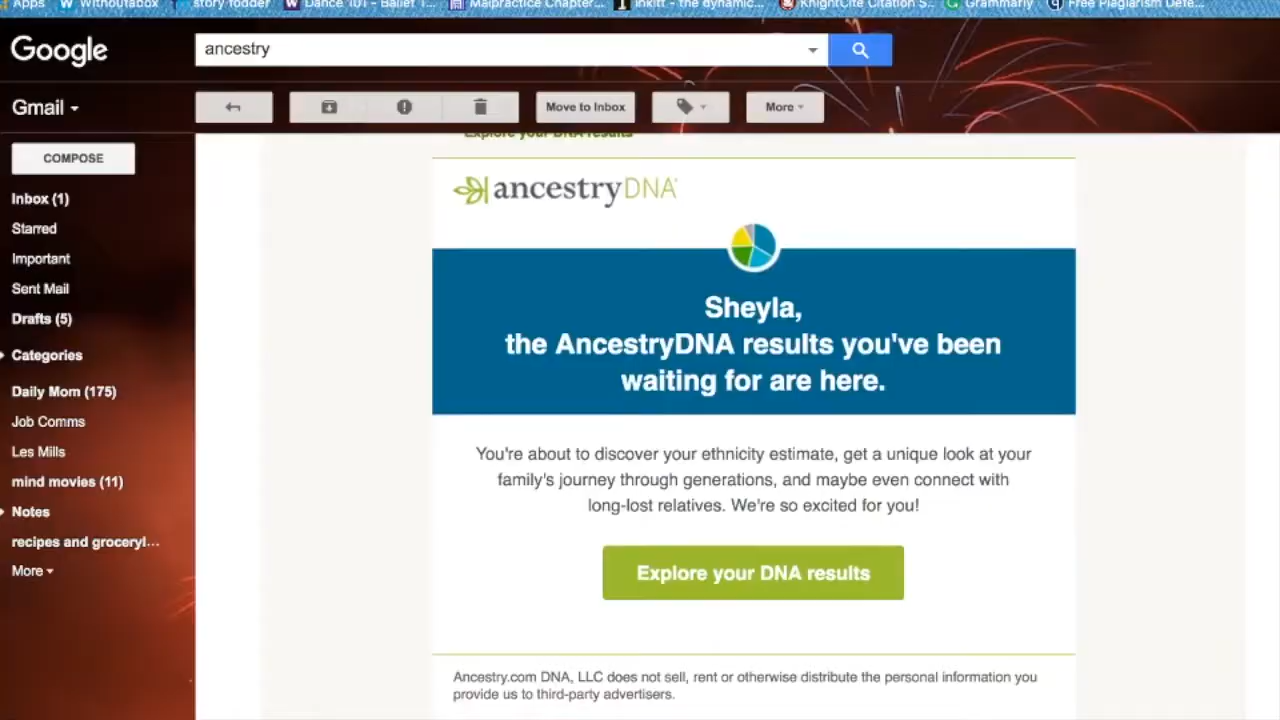 Apps Withoutabox story fodder Dance 101 - Ballet 1... Malpractice Chapter... Inkitt - the dynamic... KnightCite Citation S... Grammarly Free Plagiarism Dete...
Google
ancestry
Gmail
Move to Inbox
More
Explore your DNA results
COMPOSE
Inbox (1)
Starred
Important
Sent Mail
Drafts (5)
Categories
Daily Mom (175)
Job Comms
Les Mills
mind movies (11)
Notes
recipes and groceryl...
More
ancestryDNA
Sheyla,
the AncestryDNA results you've been
waiting for are here.
You're about to discover your ethnicity estimate, get a unique look at your
family's journey through generations, and maybe even connect with
long-lost relatives. We're so excited for you!
Explore your DNA results
Ancestry.com DNA, LLC does not sell, rent or otherwise distribute the personal information you
provide us to third-party advertisers.